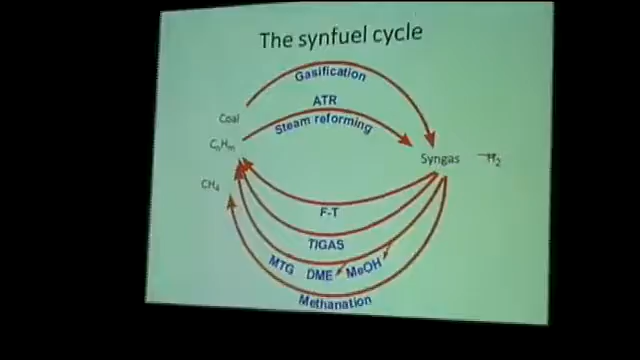 The synfuel cycle
Gasification
ATR
Steam reforming
Coal
CnHm
CH4
Syngas
H2
F-T
TIGAS
MTG DME MeOH
Methanation